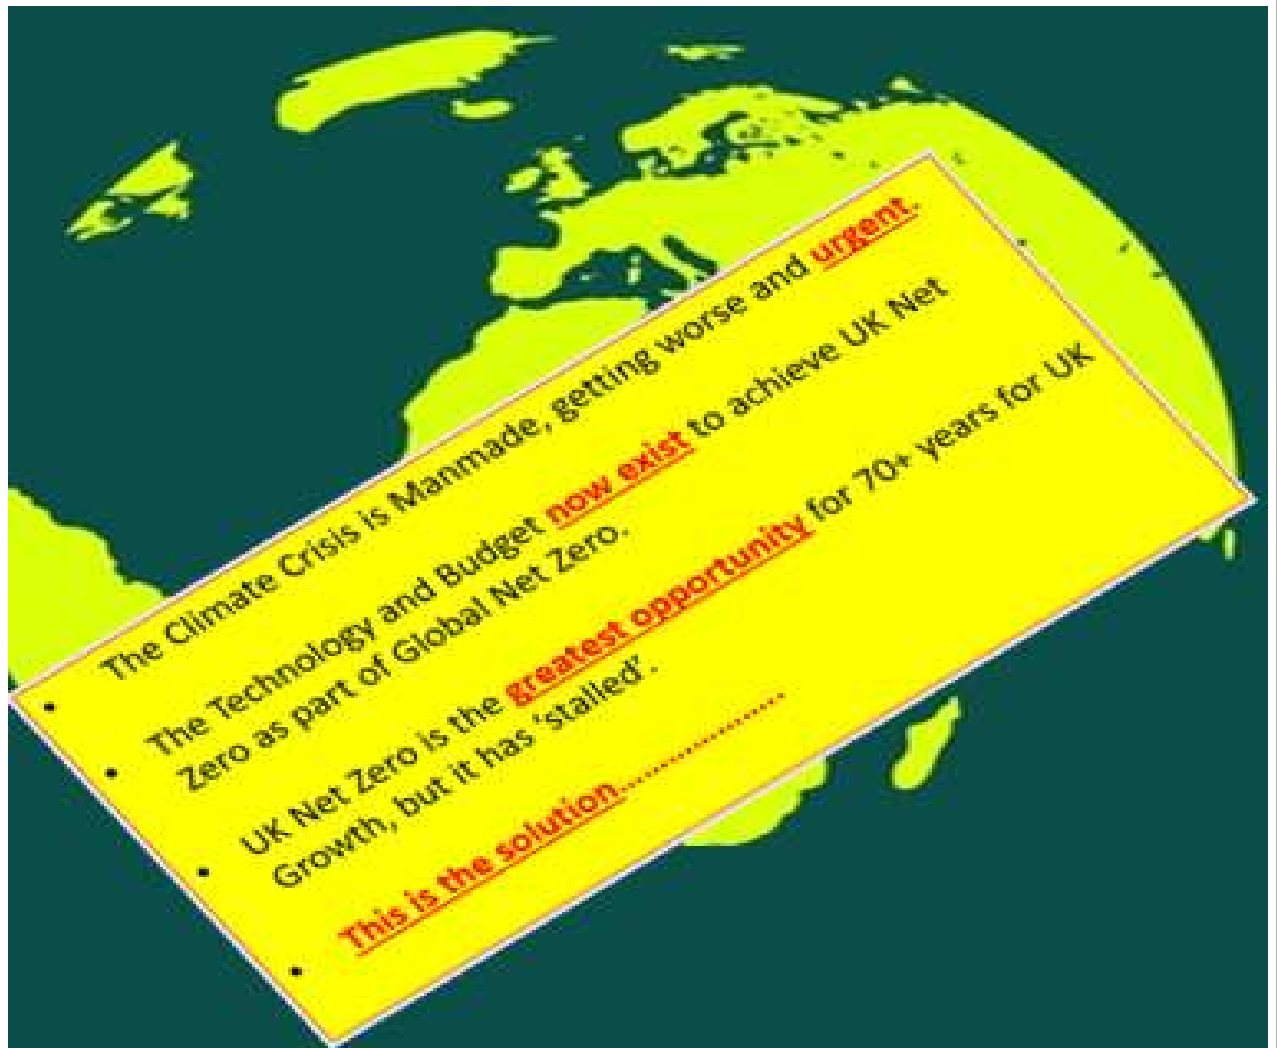 • The Climate Crisis is Manmade, getting worse and urgent.
• The Technology and Budget now exist to achieve UK Net
Zero as part of Global Net Zero.
• UK Net Zero is the greatest opportunity for 70+ years for UK
Growth, but it has ‘stalled’.
• This is the solution........................